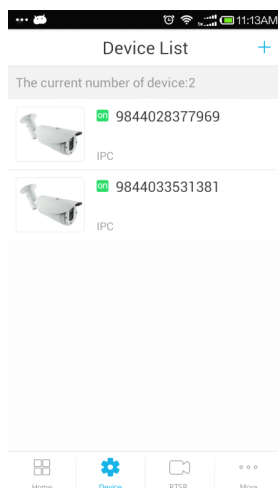 11:13AM
Device List
The current number of device:2
on 9844028377969
IPC
on 9844033531381
IPC
Home Device RTSP More